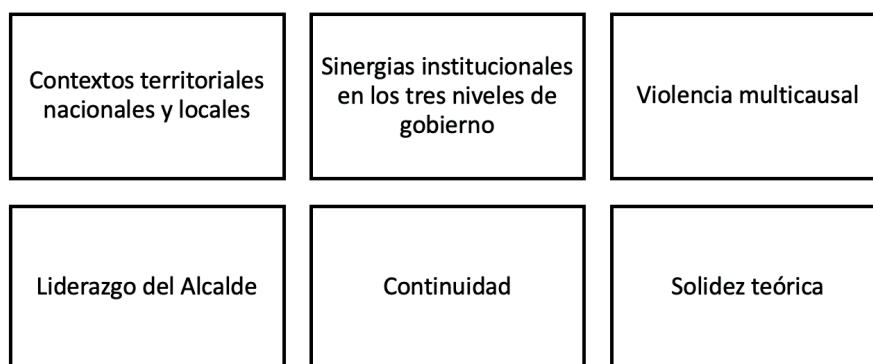 Contextos territoriales
nacionales y locales
Sinergias institucionales
en los tres niveles de
gobierno
Violencia multicausal
Liderazgo del Alcalde
Continuidad
Solidez teórica